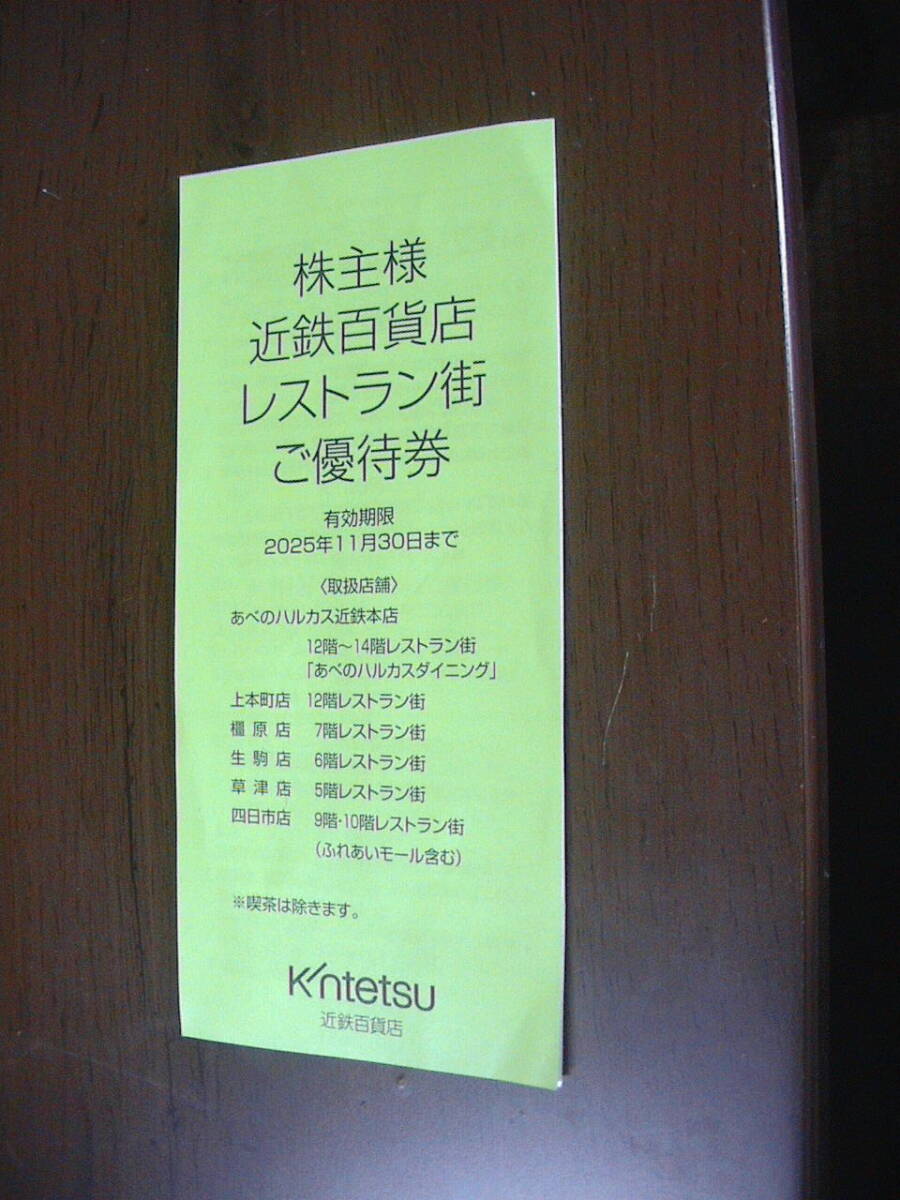 株主様
近鉄百貨店
レストラン街
ご優待券
有効期限
2025年11月30日まで
〈取扱店舗〉
あべのハルカス近鉄本店
12階～14階レストラン街
「あべのハルカスダイニング」
上本町店 12階レストラン街
橿原店 7階レストラン街
生駒店 6階レストラン街
草津店 5階レストラン街
四日市店 9階・10階レストラン街
（ふれあいモール含む）
※喫茶は除きます。
Kintetsu
近鉄百貨店